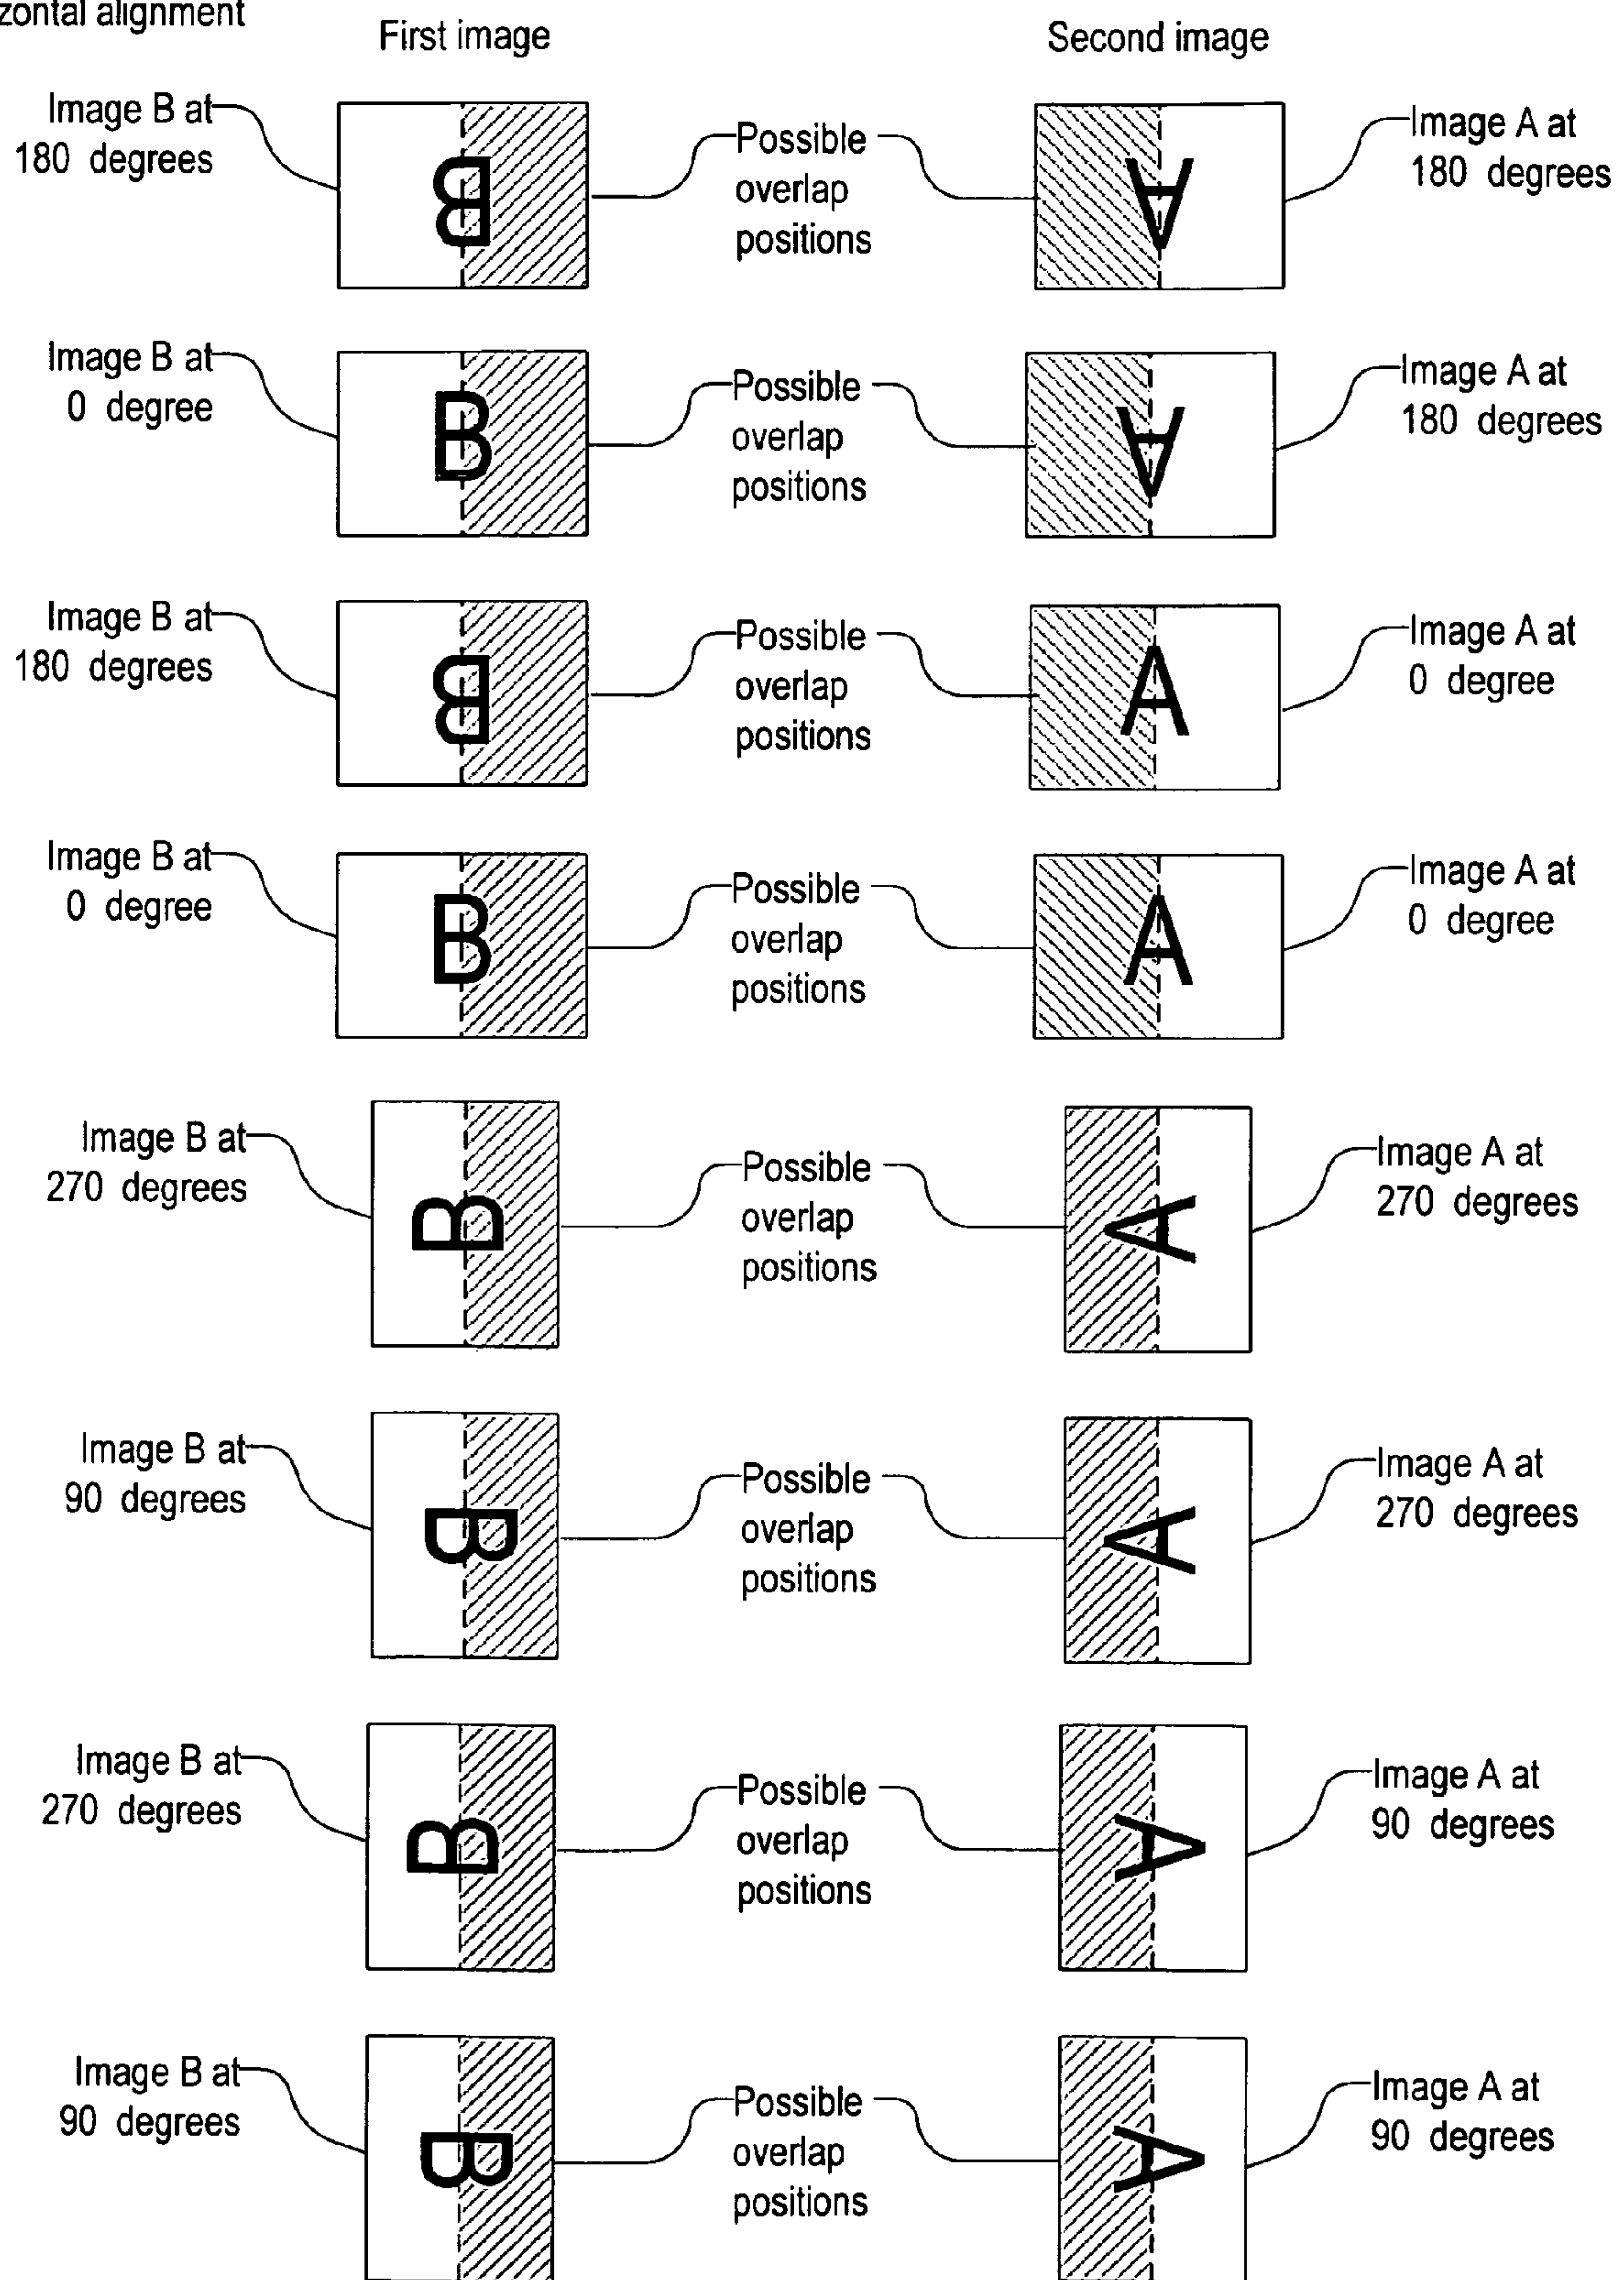 zontal alignment
First image
Second image
Image B at
180 degrees
B
Possible
overlap
positions
A
Image A at
180 degrees
Image B at
0 degree
B
Possible
overlap
positions
A
Image A at
180 degrees
Image B at
180 degrees
B
Possible
overlap
positions
A
Image A at
0 degree
Image B at
0 degree
B
Possible
overlap
positions
A
Image A at
0 degree
Image B at
270 degrees
B
Possible
overlap
positions
A
Image A at
270 degrees
Image B at
90 degrees
B
Possible
overlap
positions
A
Image A at
270 degrees
Image B at
270 degrees
B
Possible
overlap
positions
A
Image A at
90 degrees
Image B at
90 degrees
B
Possible
overlap
positions
A
Image A at
90 degrees